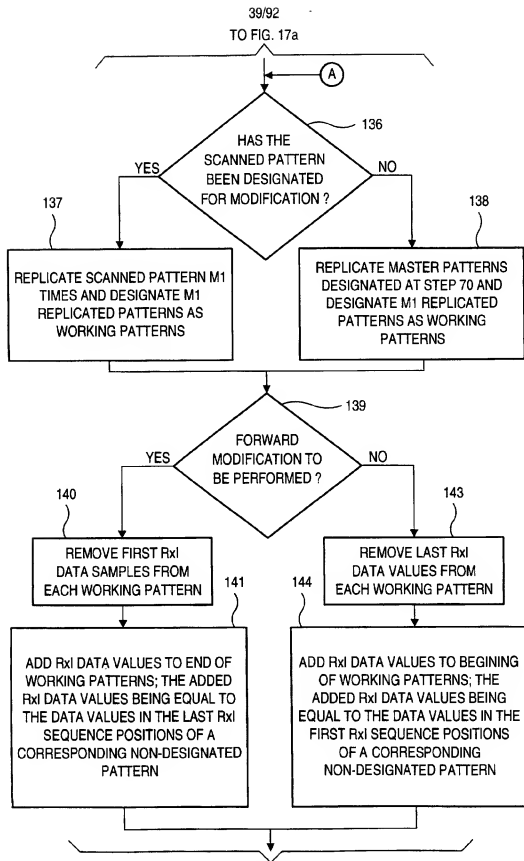 39/92
TO FIG. 17a
A
136
HAS THE
SCANNED PATTERN
BEEN DESIGNATED
FOR MODIFICATION ?
YES
NO
137
REPLICATE SCANNED PATTERN M1
TIMES AND DESIGNATE M1
REPLICATED PATTERNS AS
WORKING PATTERNS
138
REPLICATE MASTER PATTERNS
DESIGNATED AT STEP 70 AND
DESIGNATE M1 REPLICATED
PATTERNS AS WORKING
PATTERNS
139
FORWARD
MODIFICATION TO
BE PERFORMED ?
YES
NO
140
REMOVE FIRST RxI
DATA SAMPLES FROM
EACH WORKING PATTERN
143
REMOVE LAST RxI
DATA VALUES FROM
EACH WORKING PATTERN
141
ADD RxI DATA VALUES TO END OF
WORKING PATTERNS; THE ADDED
RxI DATA VALUES BEING EQUAL TO
THE DATA VALUES IN THE LAST RxI
SEQUENCE POSITIONS OF A
CORRESPONDING NON-DESIGNATED
PATTERN
144
ADD RxI DATA VALUES TO BEGINING
OF WORKING PATTERNS; THE
ADDED RxI DATA VALUES BEING
EQUAL TO THE DATA VALUES IN THE
FIRST RxI SEQUENCE POSITIONS
OF A CORRESPONDING
NON-DESIGNATED PATTERN